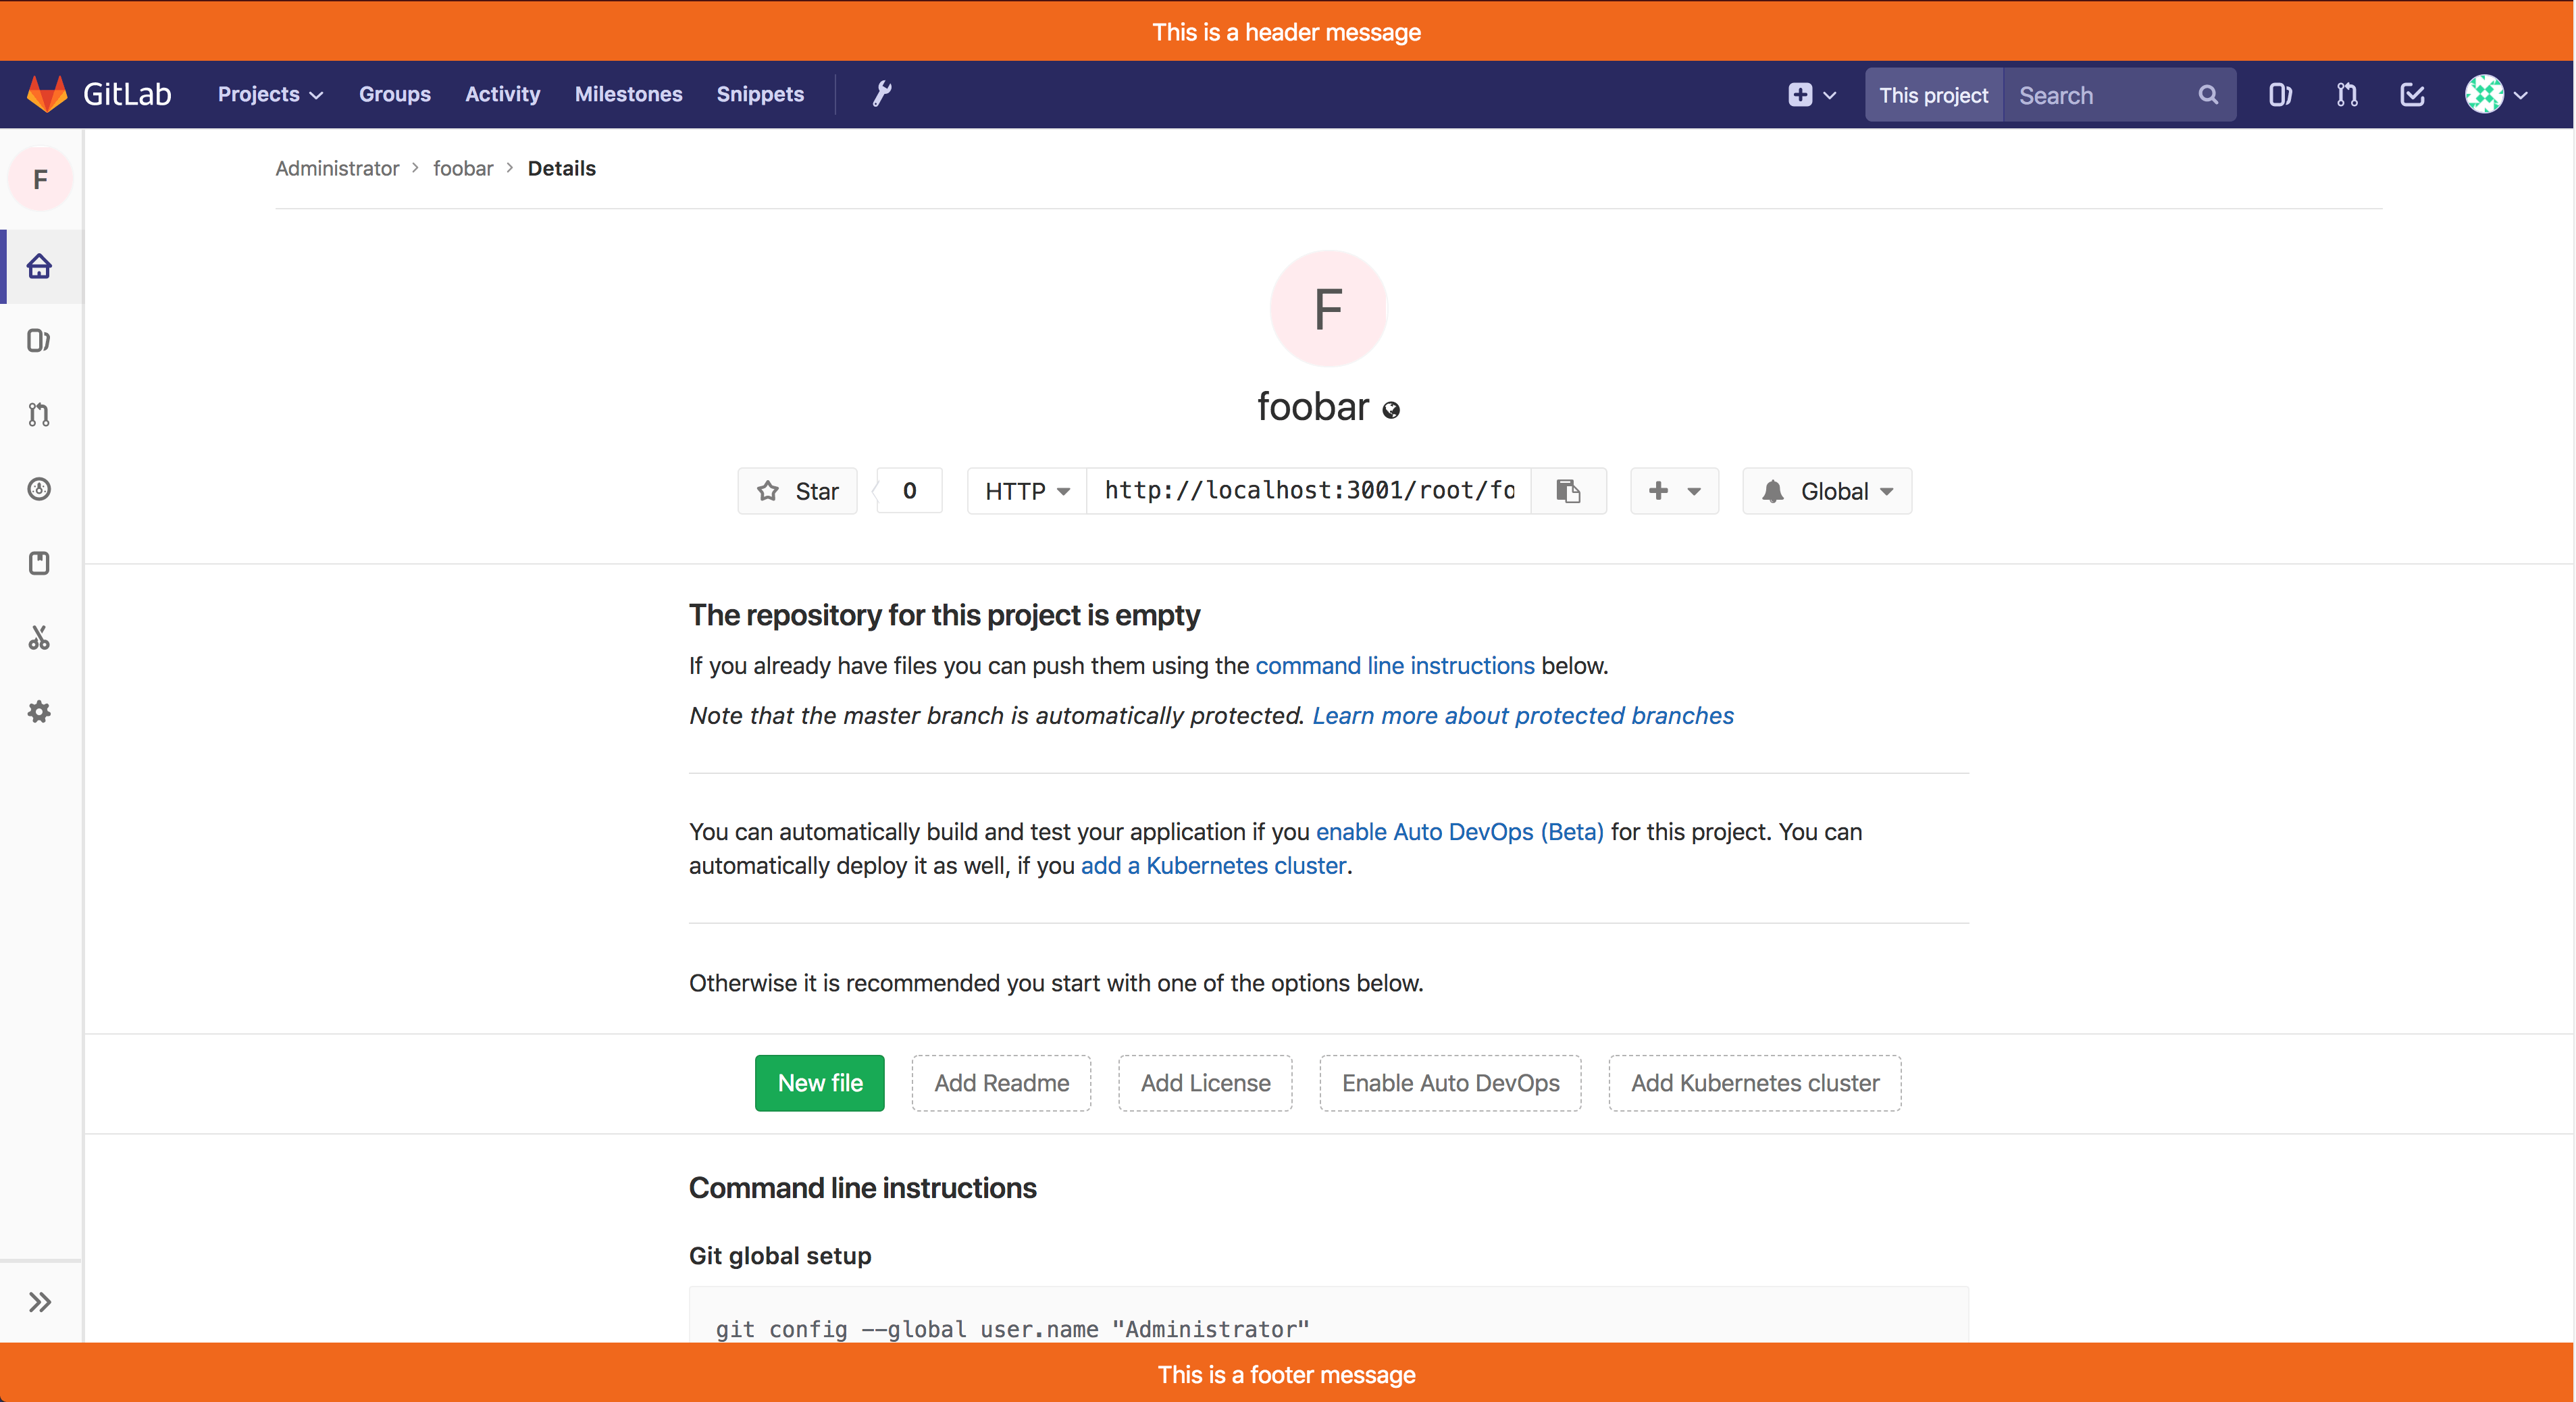 This is a header message
GitLab Projects Groups Activity Milestones Snippets This project Search
F
Administrator > foobar > Details
F
foobar
Star 0 HTTP http://localhost:3001/root/fo Global
The repository for this project is empty
If you already have files you can push them using the command line instructions below.
Note that the master branch is automatically protected. Learn more about protected branches
You can automatically build and test your application if you enable Auto DevOps (Beta) for this project. You can
automatically deploy it as well, if you add a Kubernetes cluster.
Otherwise it is recommended you start with one of the options below.
New file Add Readme Add License Enable Auto DevOps Add Kubernetes cluster
Command line instructions
Git global setup
git config --global user.name "Administrator"
This is a footer message